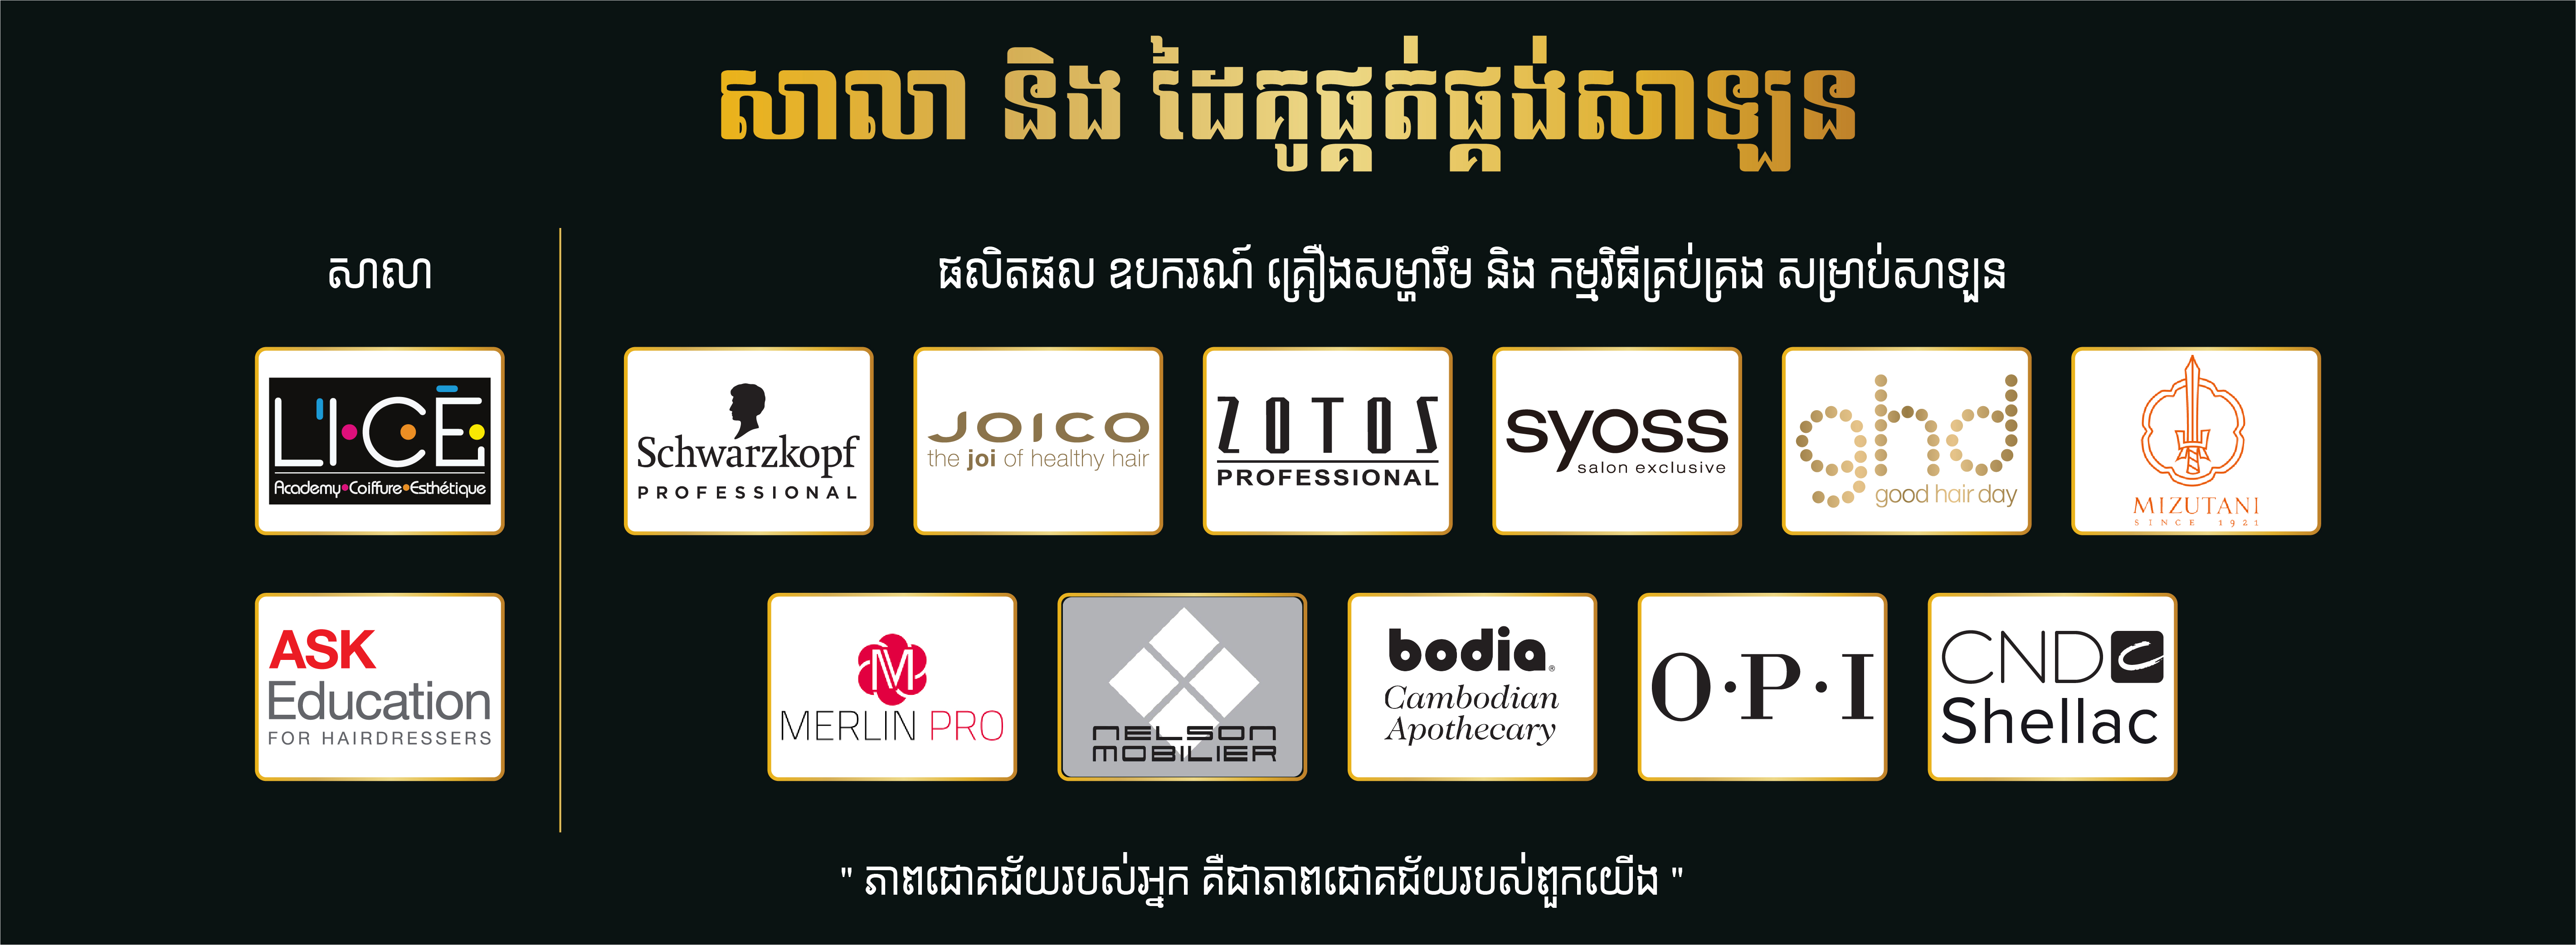 សាលា និង ដៃគូផ្គត់ផ្គង់សាឡន
សាលា
L'ICĒ
Academy•Coiffure•Esthétique
ASK
Education
FOR HAIRDRESSERS
ផលិតផល ឧបករណ៍ គ្រឿងសម្ហារឹម និង កម្មវិធីគ្រប់គ្រង សម្រាប់សាឡន
Schwarzkopf
PROFESSIONAL
JOICO
the joi of healthy hair
ZOTOS
PROFESSIONAL
syoss
salon exclusive
ghd
good hair day
MIZUTANI
SINCE 1921
M
MERLIN PRO
NELSON
MOBILIER
bodia®
Cambodian
Apothecary
O·P·I
CND
Shellac
" ភាពជោគជ័យរបស់អ្នក គឺជាភាពជោគជ័យរបស់ពួកយើង "